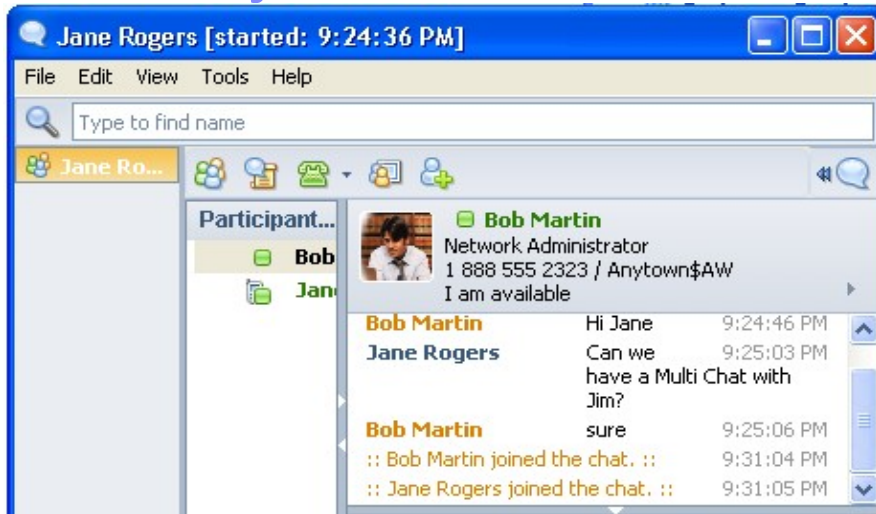 Jane Rogers [started: 9:24:36 PM]
File Edit View Tools Help
Type to find name
Jane Ro...
Participant...
Bob
Jan
Bob Martin
Network Administrator
1 888 555 2323 / Anytown$AW
I am available
Bob Martin Hi Jane 9:24:46 PM
Jane Rogers Can we 9:25:03 PM
have a Multi Chat with
Jim?
Bob Martin sure 9:25:06 PM
:: Bob Martin joined the chat. :: 9:31:04 PM
:: Jane Rogers joined the chat. :: 9:31:05 PM